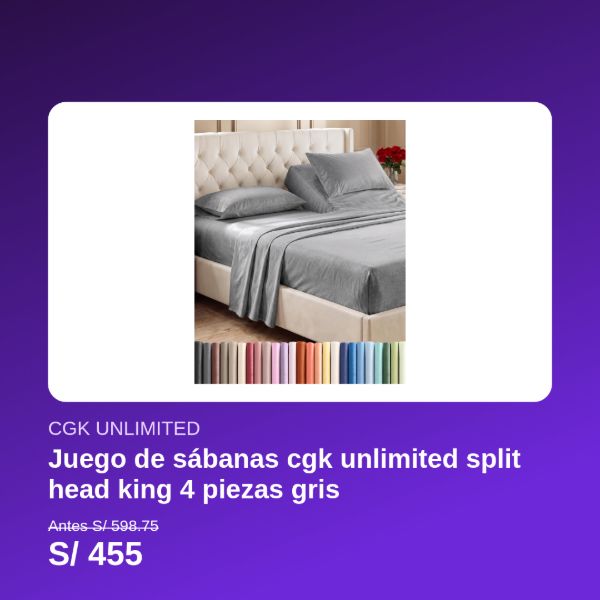 CGK UNLIMITED
Juego de sábanas cgk unlimited split
head king 4 piezas gris
Antes S/ 598.75
S/ 455